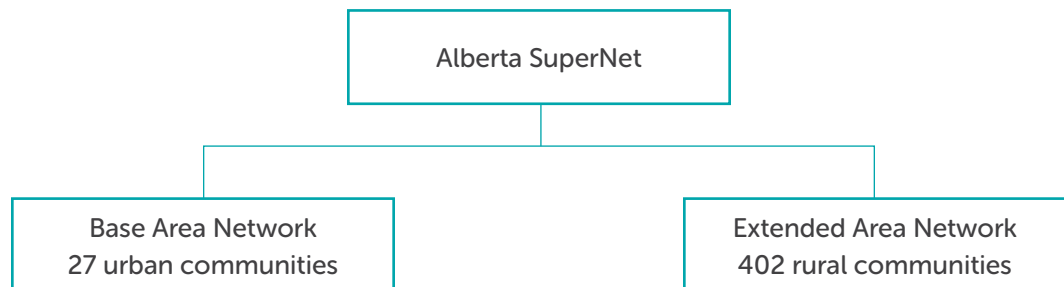 Alberta SuperNet
Base Area Network
27 urban communities
Extended Area Network
402 rural communities